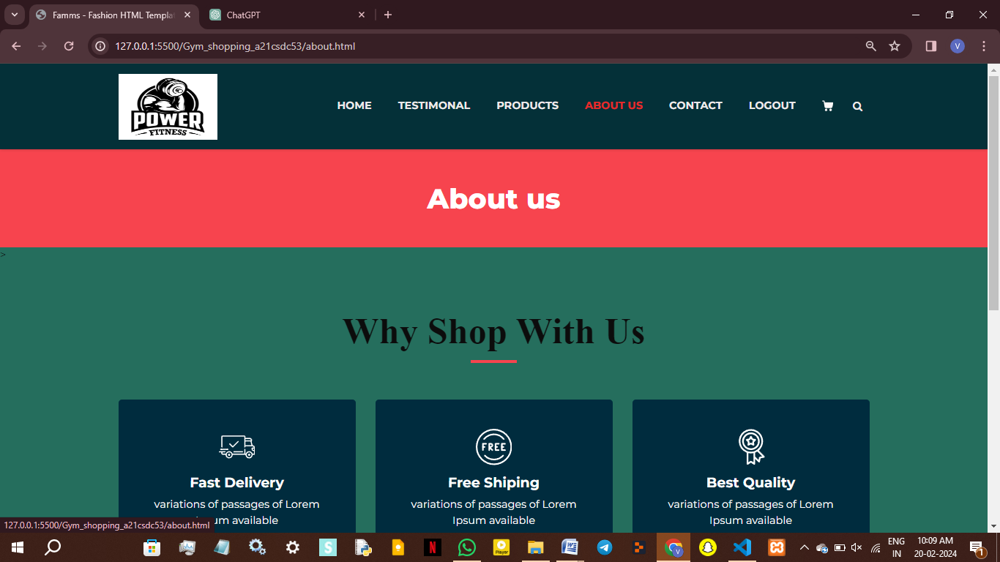 Famms - Fashion HTML Templa
ChatGPT
127.0.0.1:5500/Gym_shopping_a21csdc53/about.html
V
POWER
FITNESS
HOME TESTIMONAL PRODUCTS ABOUT US CONTACT LOGOUT
About us
>
Why Shop With Us
FREE
Fast Delivery
variations of passages of Lorem
Ipsum available
Free Shiping
variations of passages of Lorem
Ipsum available
Best Quality
variations of passages of Lorem
Ipsum available
127.0.0.1:5500/Gym_shopping_a21csdc53/about.html
S
N
Player
W
V
ENG
IN
10:09 AM
20-02-2024
1